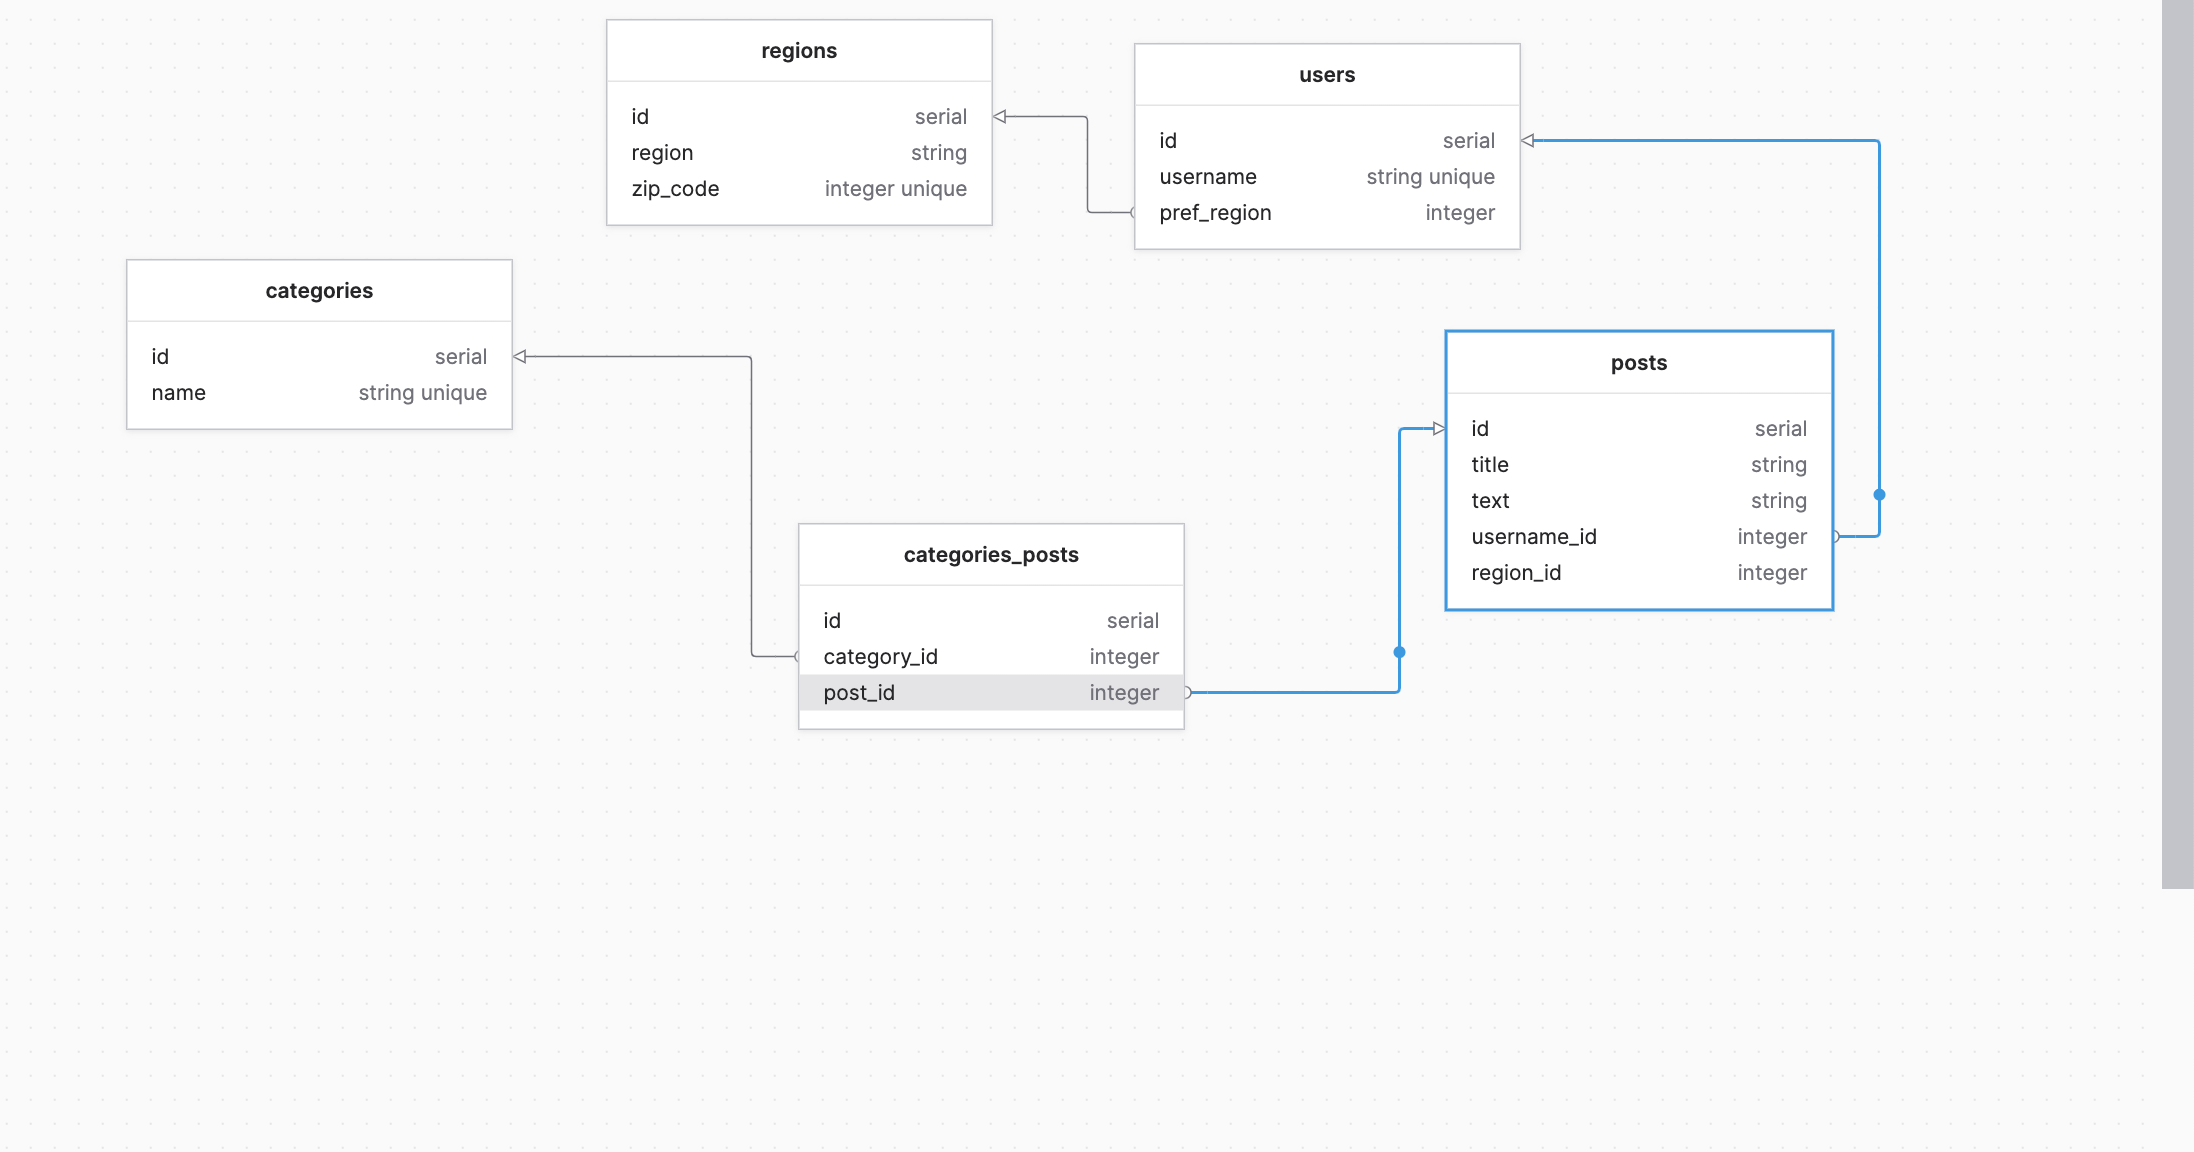 regions
id serial
region string
zip_code integer unique
users
id serial
username string unique
pref_region integer
categories
id serial
name string unique
posts
id serial
title string
text string
username_id integer
region_id integer
categories_posts
id serial
category_id integer
post_id integer